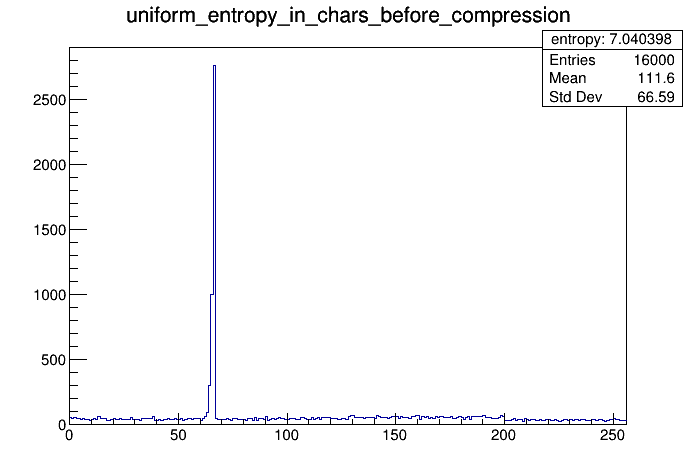 uniform_entropy_in_chars_before_compression
entropy: 7.040398
Entries 16000
Mean 111.6
Std Dev 66.59
2500
2000
1500
1000
500
0
0 50 100 150 200 250